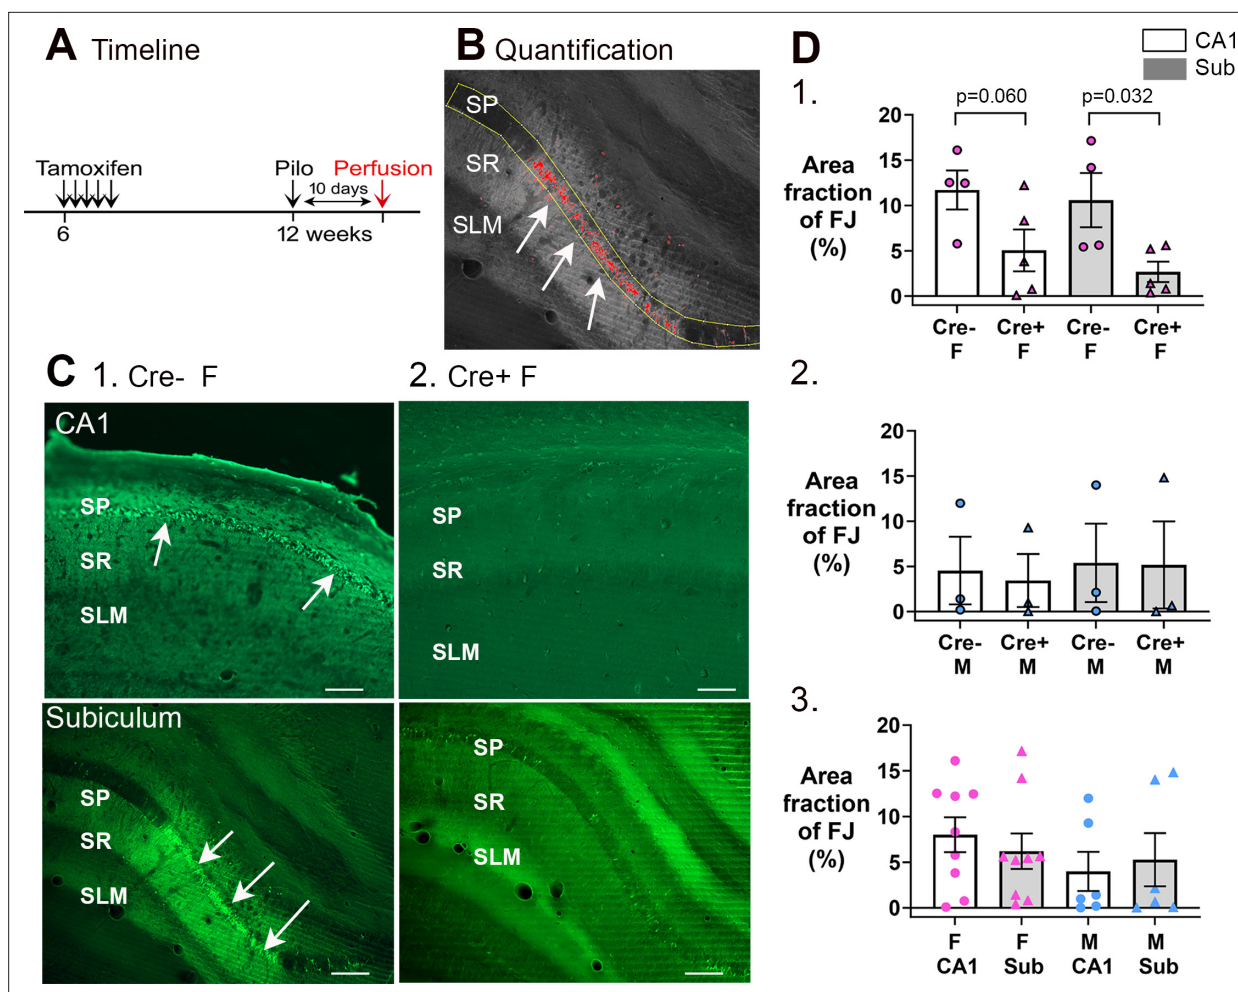 A Timeline
Tamoxifen
Pilo
Perfusion
10 days
6
12 weeks
B Quantification
SP
SR
SLM
C 1. Cre- F
2. Cre+ F
CA1
SP
SR
SLM
SP
SR
SLM
Subiculum
SP
SR
SLM
SP
SR
SLM
D
CA1
Sub
1.
p=0.060
p=0.032
Area
fraction
of FJ
(%)
20
15
10
5
0
Cre- Cre+ Cre- Cre+
F F F F
2.
Area
fraction
of FJ
(%)
20
15
10
5
0
Cre- Cre+ Cre- Cre+
M M M M
3.
Area
fraction
of FJ
(%)
20
15
10
5
0
F F M M
CA1 Sub CA1 Sub